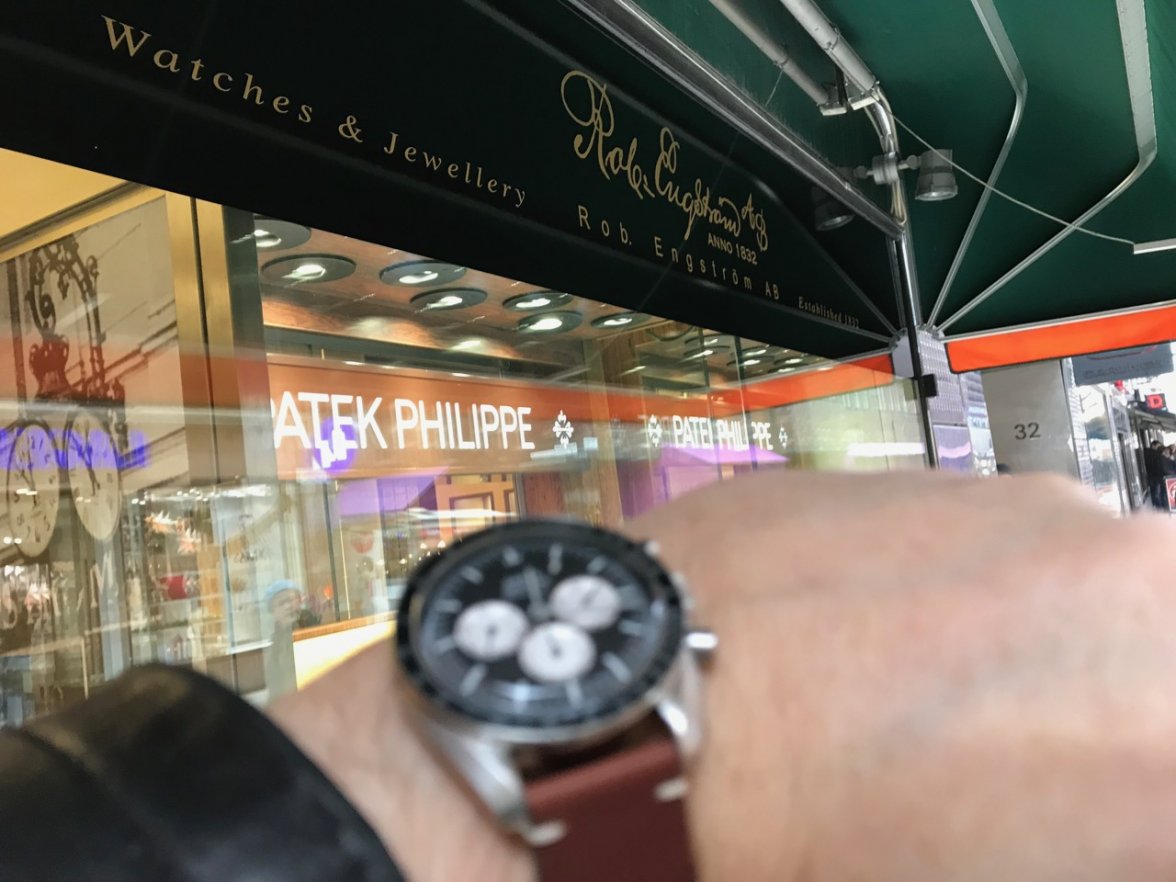 Watches & Jewellery
Rob. Engström AB
ANNO 1832
Rob. Engström AB
Established 1832
PATEK PHILIPPE
PATEK PHILIPPE
32